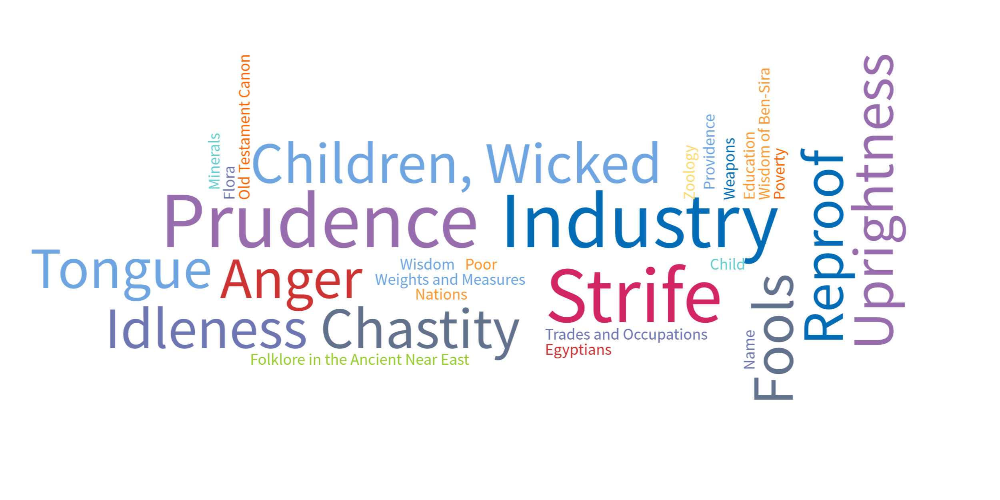 Minerals
Flora
Old Testament Canon
Children, Wicked
Zoology
Providence
Weapons
Education
Wisdom of Ben-Sira
Poverty
Prudence
Industry
Reproof
Uprightness
Tongue
Anger
Wisdom
Poor
Weights and Measures
Nations
Strife
Child
Fools
Idleness
Chastity
Trades and Occupations
Egyptians
Name
Folklore in the Ancient Near East